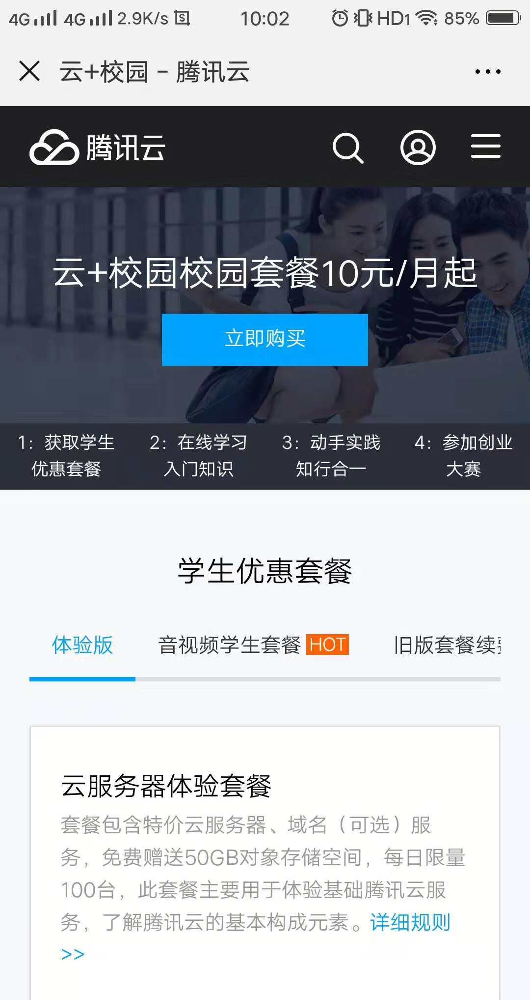 4G 4G 2.9K/s 10:02 HD1 85%
云+校园 - 腾讯云
腾讯云
云+校园校园套餐10元/月起
立即购买
1：获取学生 2：在线学习 3：动手实践 4：参加创业
优惠套餐 入门知识 知行合一 大赛
学生优惠套餐
体验版 音视频学生套餐 HOT 旧版套餐续
云服务器体验套餐
套餐包含特价云服务器、域名（可选）服
务，免费赠送50GB对象存储空间，每日限量
100台，此套餐主要用于体验基础腾讯云服
务，了解腾讯云的基本构成元素。详细规则
>>